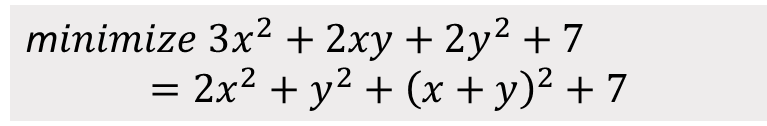 minimize 3x² + 2xy + 2y² + 7
= 2x² + y² + (x + y)² + 7